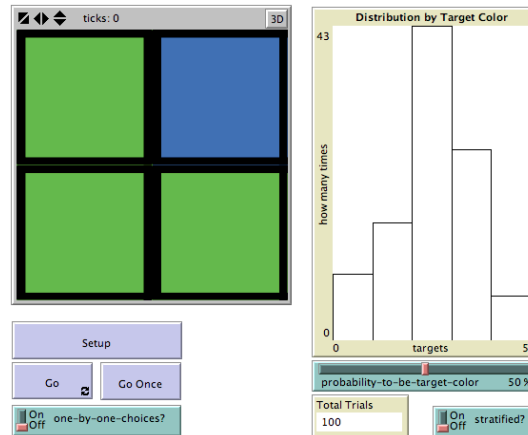 ticks: 0
3D
Distribution by Target Color
43
how many times
0
0 targets 5
Setup
Go
Go Once
On
Off
one-by-one-choices?
probability-to-be-target-color 50 %
Total Trials
100
On
Off
stratified?